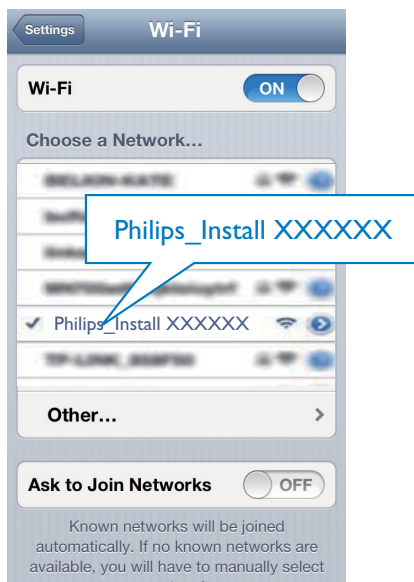 Settings
Wi-Fi
Wi-Fi
ON
Choose a Network...
Philips_Install XXXXXX
Philips_Install XXXXXX
Other...
Ask to Join Networks
OFF
Known networks will be joined
automatically. If no known networks are
available, you will have to manually select